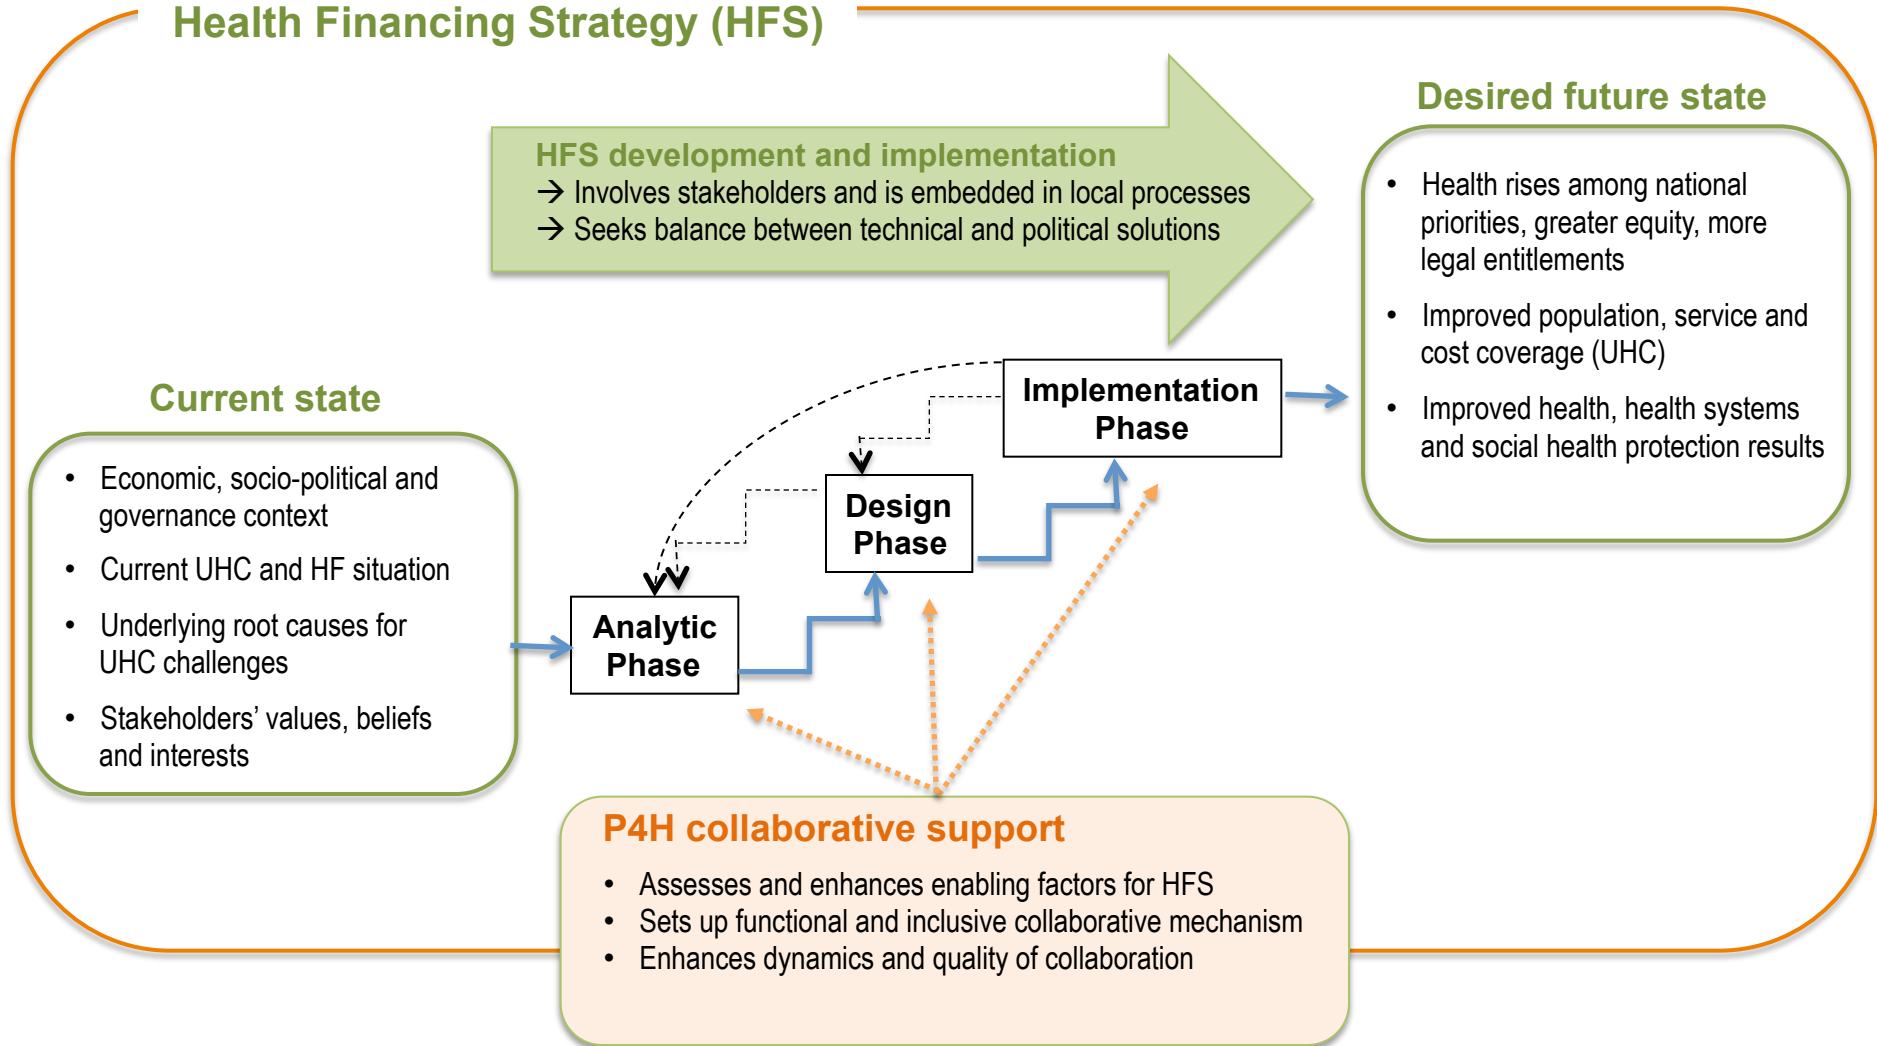 Health Financing Strategy (HFS)
HFS development and implementation
→ Involves stakeholders and is embedded in local processes
→ Seeks balance between technical and political solutions
Desired future state
• Health rises among national
priorities, greater equity, more
legal entitlements
• Improved population, service and
cost coverage (UHC)
• Improved health, health systems
and social health protection results
Current state
• Economic, socio-political and
governance context
• Current UHC and HF situation
• Underlying root causes for
UHC challenges
• Stakeholders’ values, beliefs
and interests
Analytic
Phase
Design
Phase
Implementation
Phase
P4H collaborative support
• Assesses and enhances enabling factors for HFS
• Sets up functional and inclusive collaborative mechanism
• Enhances dynamics and quality of collaboration